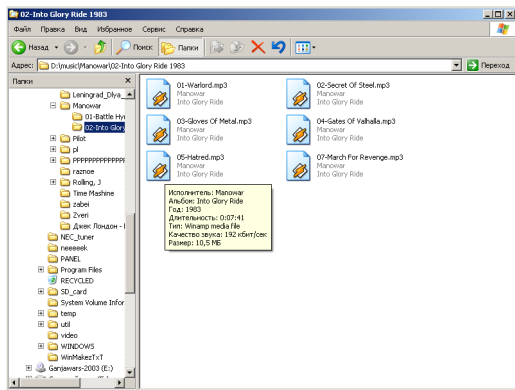 02-Into Glory Ride 1983
Файл Правка Вид Избранное Сервис Справка
Назад Поиск Папки
Адрес: D:\music\Manowar\02-Into Glory Ride 1983 Переход
Папки
Leningrad_Dlya_
Manowar
01-Battle Hy
02-Into Glory
Pilot
pl
PPPPPPPPPPPPPP
raznoe
Rolling, J
Time Mashine
zabei
Zveri
Джек Лондон -
NEC_tuner
neeeeek
PANEL
Program Files
RECYCLED
SD_card
System Volume Infor
temp
util
video
WINDOWS
WinMakezTxT
Ganjawars-2003 (E:)
01-Warlord.mp3
Manowar
Into Glory Ride
02-Secret Of Steel.mp3
Manowar
Into Glory Ride
03-Gloves Of Metal.mp3
Manowar
Into Glory Ride
04-Gates Of Valhalla.mp3
Manowar
Into Glory Ride
05-Hatred.mp3
Manowar
Into Glory Ride
07-March For Revenge.mp3
Manowar
Into Glory Ride
Исполнитель: Manowar
Альбом: Into Glory Ride
Год: 1983
Длительность: 0:07:41
Тип: Winamp media file
Качество звука: 192 кбит/сек
Размер: 10,5 МБ